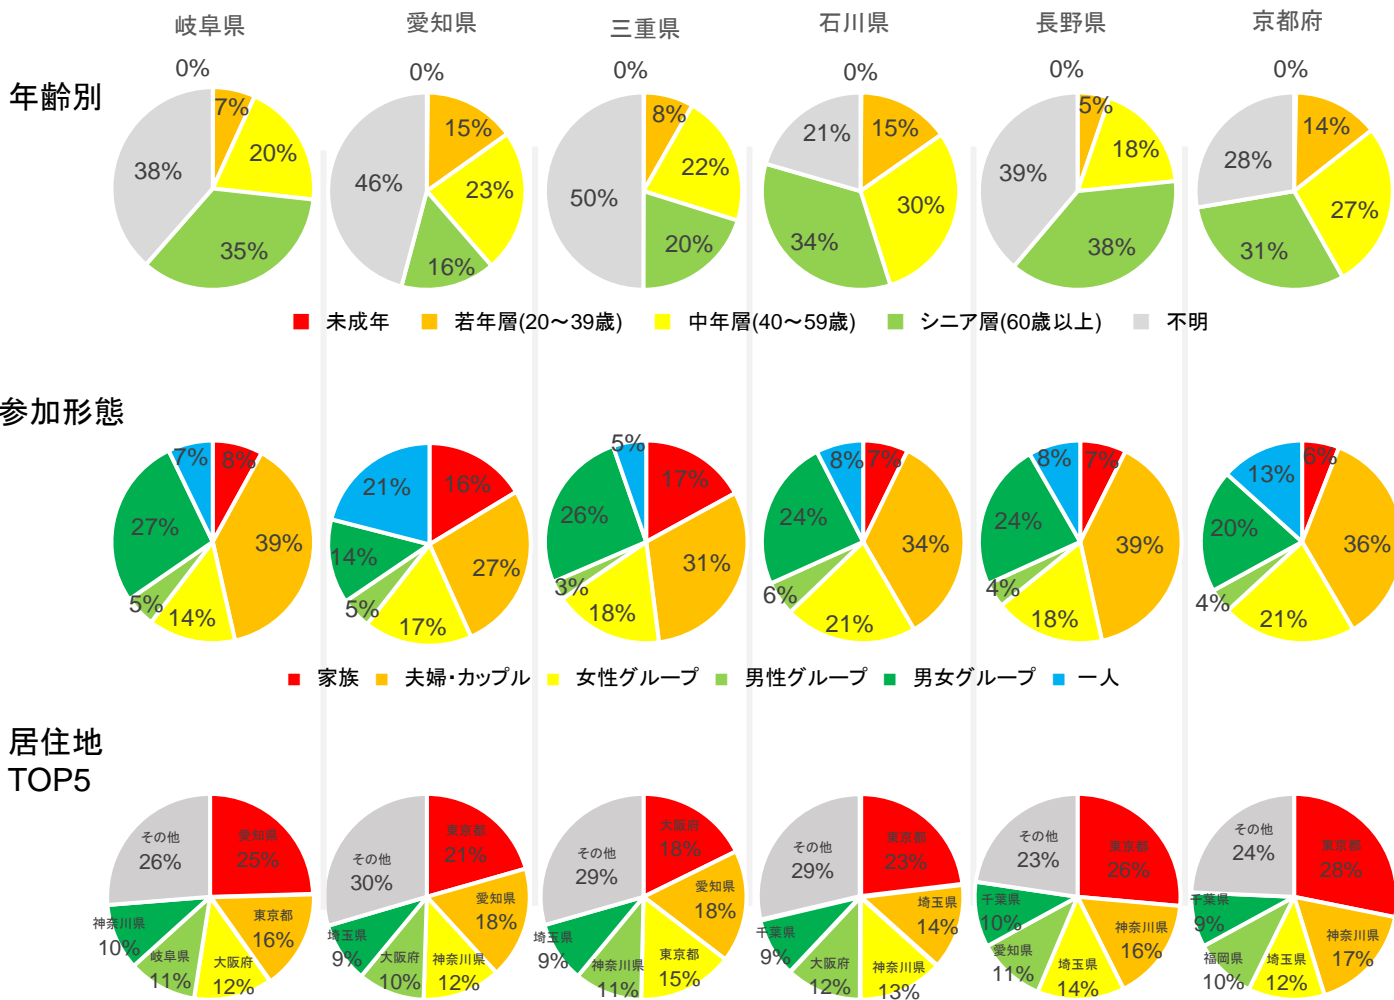 岐阜県 愛知県 三重県 石川県 長野県 京都府
0% 0% 0% 0% 0% 0%
年齢別
7% 20% 35% 38%
15% 23% 16% 46%
8% 22% 20% 50%
15% 30% 34% 21%
5% 18% 38% 39%
14% 27% 31% 28%
未成年 若年層(20～39歳) 中年層(40～59歳) シニア層(60歳以上) 不明
参加形態
8% 39% 14% 5% 27% 7%
16% 27% 17% 5% 14% 21%
17% 31% 18% 3% 26% 5%
7% 34% 21% 6% 24% 8%
7% 39% 18% 4% 24% 8%
6% 36% 21% 4% 20% 13%
家族 夫婦・カップル 女性グループ 男性グループ 男女グループ 一人
居住地
TOP5
愛知県 25%
東京都 16%
大阪府 12%
岐阜県 11%
神奈川県 10%
その他 26%
東京都 21%
愛知県 18%
神奈川県 12%
大阪府 10%
埼玉県 9%
その他 30%
大阪府 18%
愛知県 18%
東京都 15%
神奈川県 11%
埼玉県 9%
その他 29%
東京都 23%
埼玉県 14%
神奈川県 13%
大阪府 12%
千葉県 9%
その他 29%
東京都 26%
神奈川県 16%
埼玉県 14%
愛知県 11%
千葉県 10%
その他 23%
東京都 28%
神奈川県 17%
埼玉県 12%
福岡県 10%
千葉県 9%
その他 24%